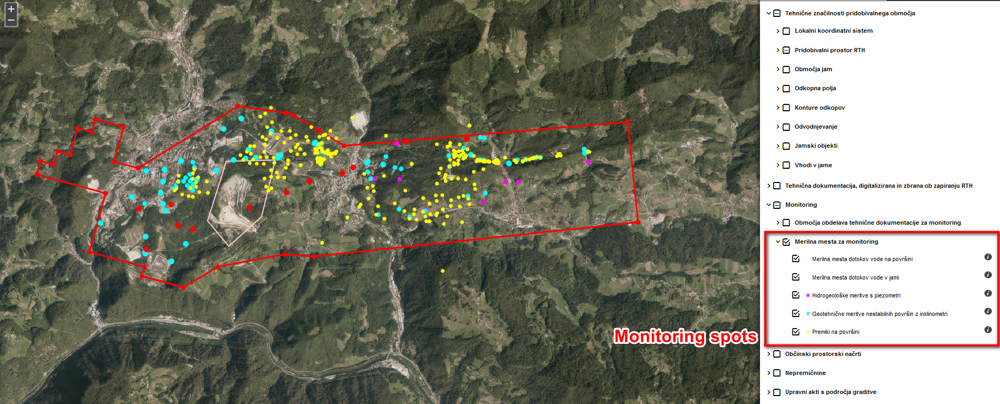 +
−
Tehnične značilnosti pridobivalnega območja
Lokalni koordinatni sistem
Pridobivalni prostor RTH
Območja jam
Odkopna polja
Konture odkopov
Odvodnjevanje
Jamski objekti
Vhodi v jame
Tehnična dokumentacija, digitalizirana in zbrana ob zapiranju RTH
Monitoring
Območja obdelava tehnične dokumentacije za monitoring
Merilna mesta za monitoring
Merilna mesta dotokov vode na površini
Merilna mesta dotokov vode v jami
Hidrogeološke meritve s piezometri
Geotehnične meritve nestabilnih površin z inklinometri
Premiki na površini
Monitoring spots
Občinski prostorski načrti
Nepremičnine
Upravni akti s področja graditve